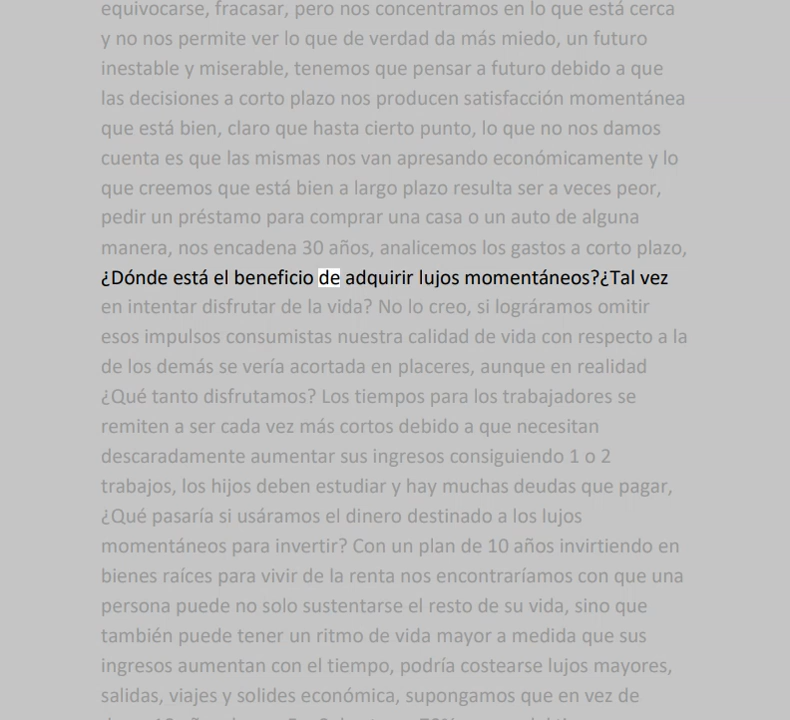 equivocarse, fracasar, pero nos concentramos en lo que está cerca
y no nos permite ver lo que de verdad da más miedo, un futuro
inestable y miserable, tenemos que pensar a futuro debido a que
las decisiones a corto plazo nos producen satisfacción momentánea
que está bien, claro que hasta cierto punto, lo que no nos damos
cuenta es que las mismas nos van apresando económicamente y lo
que creemos que está bien a largo plazo resulta ser a veces peor,
pedir un préstamo para comprar una casa o un auto de alguna
manera, nos encadena 30 años, analicemos los gastos a corto plazo,
¿Dónde está el beneficio de adquirir lujos momentáneos?¿Tal vez
en intentar disfrutar de la vida? No lo creo, si lográramos omitir
esos impulsos consumistas nuestra calidad de vida con respecto a la
de los demás se vería acortada en placeres, aunque en realidad
¿Qué tanto disfrutamos? Los tiempos para los trabajadores se
remiten a ser cada vez más cortos debido a que necesitan
descaradamente aumentar sus ingresos consiguiendo 1 o 2
trabajos, los hijos deben estudiar y hay muchas deudas que pagar,
¿Qué pasaría si usáramos el dinero destinado a los lujos
momentáneos para invertir? Con un plan de 10 años invirtiendo en
bienes raíces para vivir de la renta nos encontraríamos con que una
persona puede no solo sustentarse el resto de su vida, sino que
también puede tener un ritmo de vida mayor a medida que sus
ingresos aumentan con el tiempo, podría costearse lujos mayores,
salidas, viajes y solides económica, supongamos que en vez de